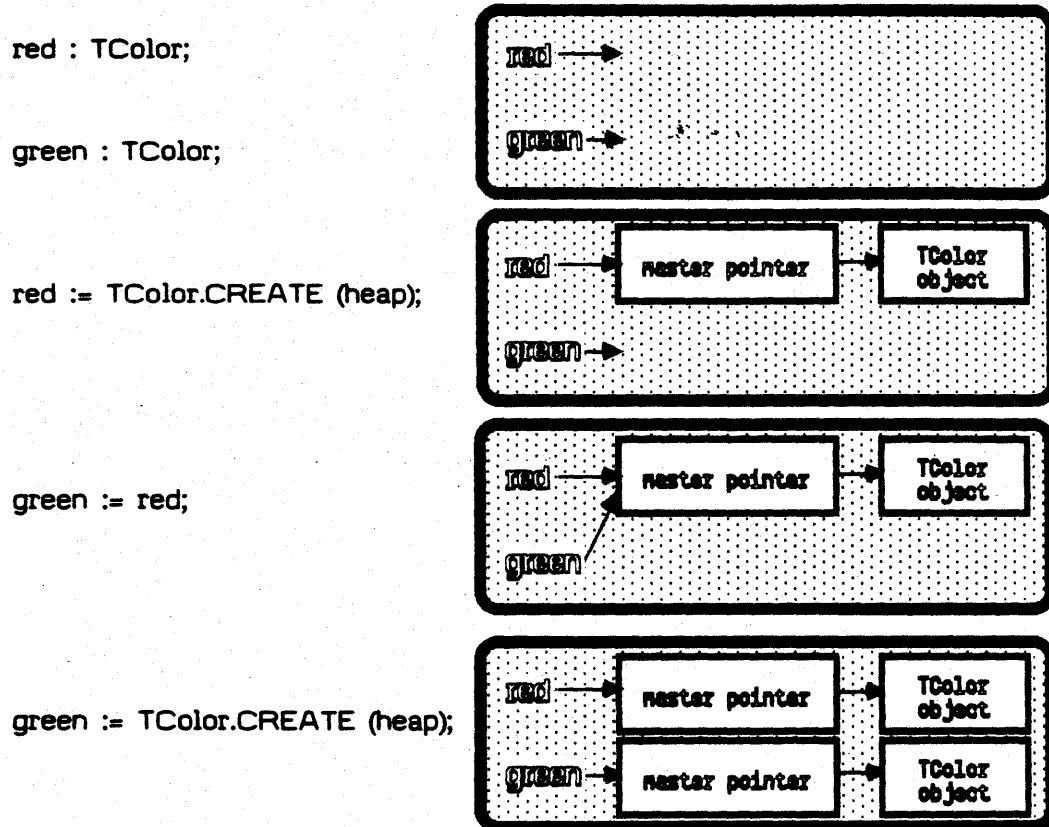 red : TColor;
red
green : TColor;
green
red := TColor.CREATE (heap);
red
master pointer
TColor
object
green
green := red;
red
master pointer
TColor
object
green
green := TColor.CREATE (heap);
red
master pointer
TColor
object
green
master pointer
TColor
object